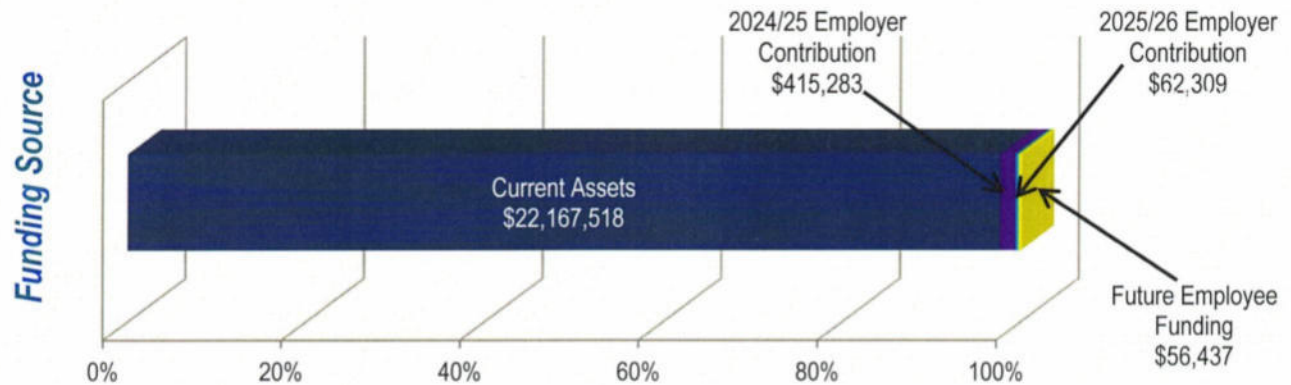 2024/25 Employer
Contribution
$415,283
2025/26 Employer
Contribution
$62,309
Funding Source
Current Assets
$22,167,518
Future Employee
Funding
$56,437
0%
20%
40%
60%
80%
100%